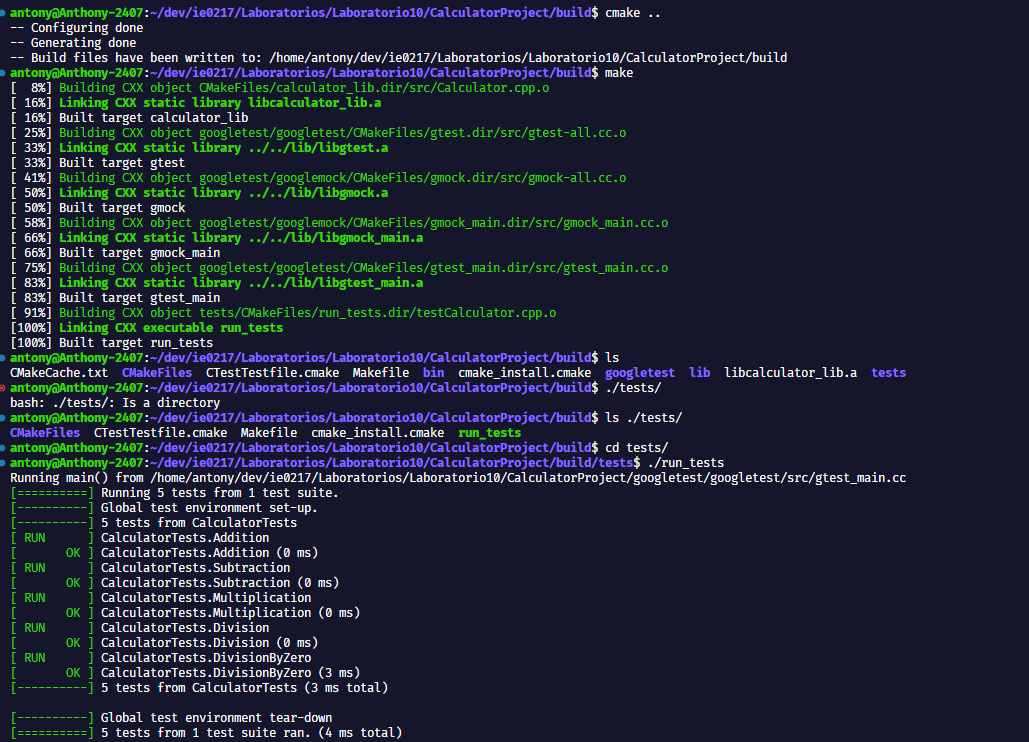 antony@Anthony-2407:~/dev/ie0217/Laboratorios/Laboratorio10/CalculatorProject/build$ cmake ..
-- Configuring done
-- Generating done
-- Build files have been written to: /home/antony/dev/ie0217/Laboratorios/Laboratorio10/CalculatorProject/build
antony@Anthony-2407:~/dev/ie0217/Laboratorios/Laboratorio10/CalculatorProject/build$ make
[  8%] Building CXX object CMakeFiles/calculator_lib.dir/src/Calculator.cpp.o
[ 16%] Linking CXX static library libcalculator_lib.a
[ 16%] Built target calculator_lib
[ 25%] Building CXX object googletest/googletest/CMakeFiles/gtest.dir/src/gtest-all.cc.o
[ 33%] Linking CXX static library ../../lib/libgtest.a
[ 33%] Built target gtest
[ 41%] Building CXX object googletest/googlemock/CMakeFiles/gmock.dir/src/gmock-all.cc.o
[ 50%] Linking CXX static library ../../lib/libgmock.a
[ 50%] Built target gmock
[ 58%] Building CXX object googletest/googlemock/CMakeFiles/gmock_main.dir/src/gmock_main.cc.o
[ 66%] Linking CXX static library ../../lib/libgmock_main.a
[ 66%] Built target gmock_main
[ 75%] Building CXX object googletest/googletest/CMakeFiles/gtest_main.dir/src/gtest_main.cc.o
[ 83%] Linking CXX static library ../../lib/libgtest_main.a
[ 83%] Built target gtest_main
[ 91%] Building CXX object tests/CMakeFiles/run_tests.dir/testCalculator.cpp.o
[100%] Linking CXX executable run_tests
[100%] Built target run_tests
antony@Anthony-2407:~/dev/ie0217/Laboratorios/Laboratorio10/CalculatorProject/build$ ls
CMakeCache.txt  CMakeFiles  CTestTestfile.cmake  Makefile  bin  cmake_install.cmake  googletest  lib  libcalculator_lib.a  tests
antony@Anthony-2407:~/dev/ie0217/Laboratorios/Laboratorio10/CalculatorProject/build$ ./tests/
bash: ./tests/: Is a directory
antony@Anthony-2407:~/dev/ie0217/Laboratorios/Laboratorio10/CalculatorProject/build$ ls ./tests/
CMakeFiles  CTestTestfile.cmake  Makefile  cmake_install.cmake  run_tests
antony@Anthony-2407:~/dev/ie0217/Laboratorios/Laboratorio10/CalculatorProject/build$ cd tests/
antony@Anthony-2407:~/dev/ie0217/Laboratorios/Laboratorio10/CalculatorProject/build/tests$ ./run_tests
Running main() from /home/antony/dev/ie0217/Laboratorios/Laboratorio10/CalculatorProject/googletest/googletest/src/gtest_main.cc
[==========] Running 5 tests from 1 test suite.
[----------] Global test environment set-up.
[----------] 5 tests from CalculatorTests
[ RUN      ] CalculatorTests.Addition
[       OK ] CalculatorTests.Addition (0 ms)
[ RUN      ] CalculatorTests.Subtraction
[       OK ] CalculatorTests.Subtraction (0 ms)
[ RUN      ] CalculatorTests.Multiplication
[       OK ] CalculatorTests.Multiplication (0 ms)
[ RUN      ] CalculatorTests.Division
[       OK ] CalculatorTests.Division (0 ms)
[ RUN      ] CalculatorTests.DivisionByZero
[       OK ] CalculatorTests.DivisionByZero (3 ms)
[----------] 5 tests from CalculatorTests (3 ms total)

[----------] Global test environment tear-down
[==========] 5 tests from 1 test suite ran. (4 ms total)